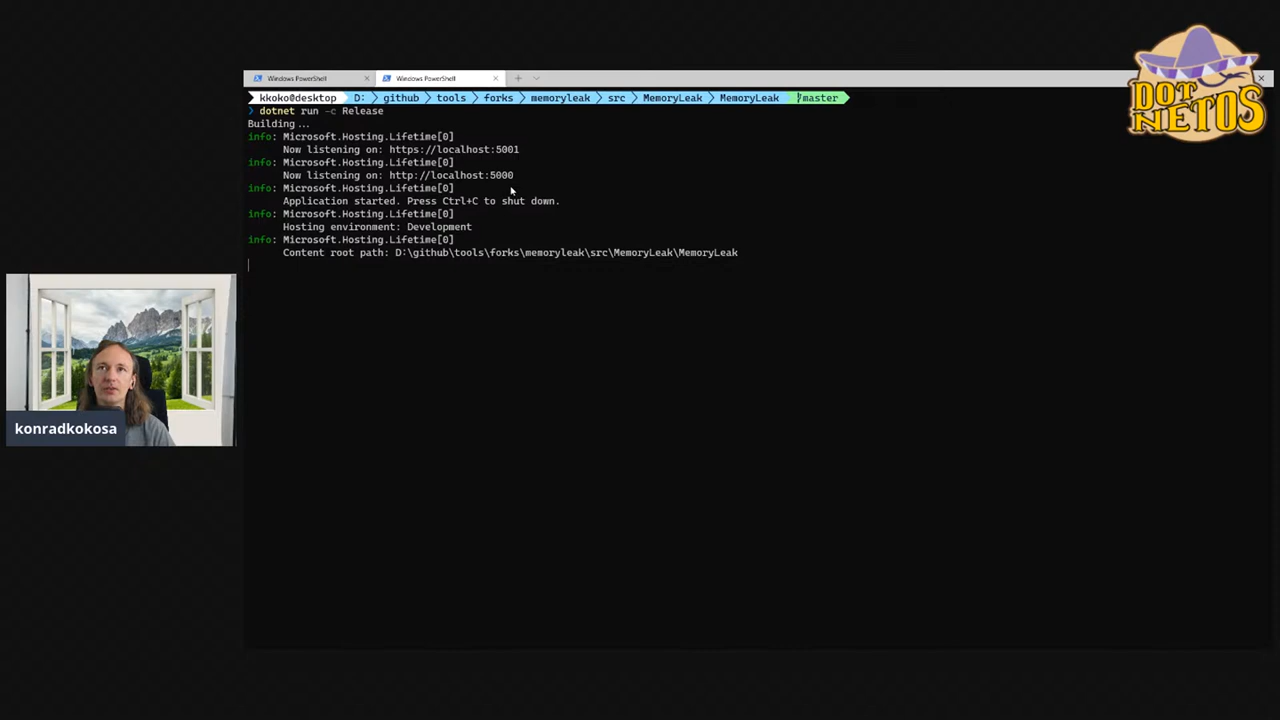 Windows PowerShell
Windows PowerShell
kkoko@desktop D: github tools forks memoryleak src MemoryLeak MemoryLeak master
dotnet run -c Release
Building...
info: Microsoft.Hosting.Lifetime[0]
Now listening on: https://localhost:5001
info: Microsoft.Hosting.Lifetime[0]
Now listening on: http://localhost:5000
info: Microsoft.Hosting.Lifetime[0]
Application started. Press Ctrl+C to shut down.
info: Microsoft.Hosting.Lifetime[0]
Hosting environment: Development
info: Microsoft.Hosting.Lifetime[0]
Content root path: D:\github\tools\forks\memoryleak\src\MemoryLeak\MemoryLeak
konradkokosa
DOT
NETOS